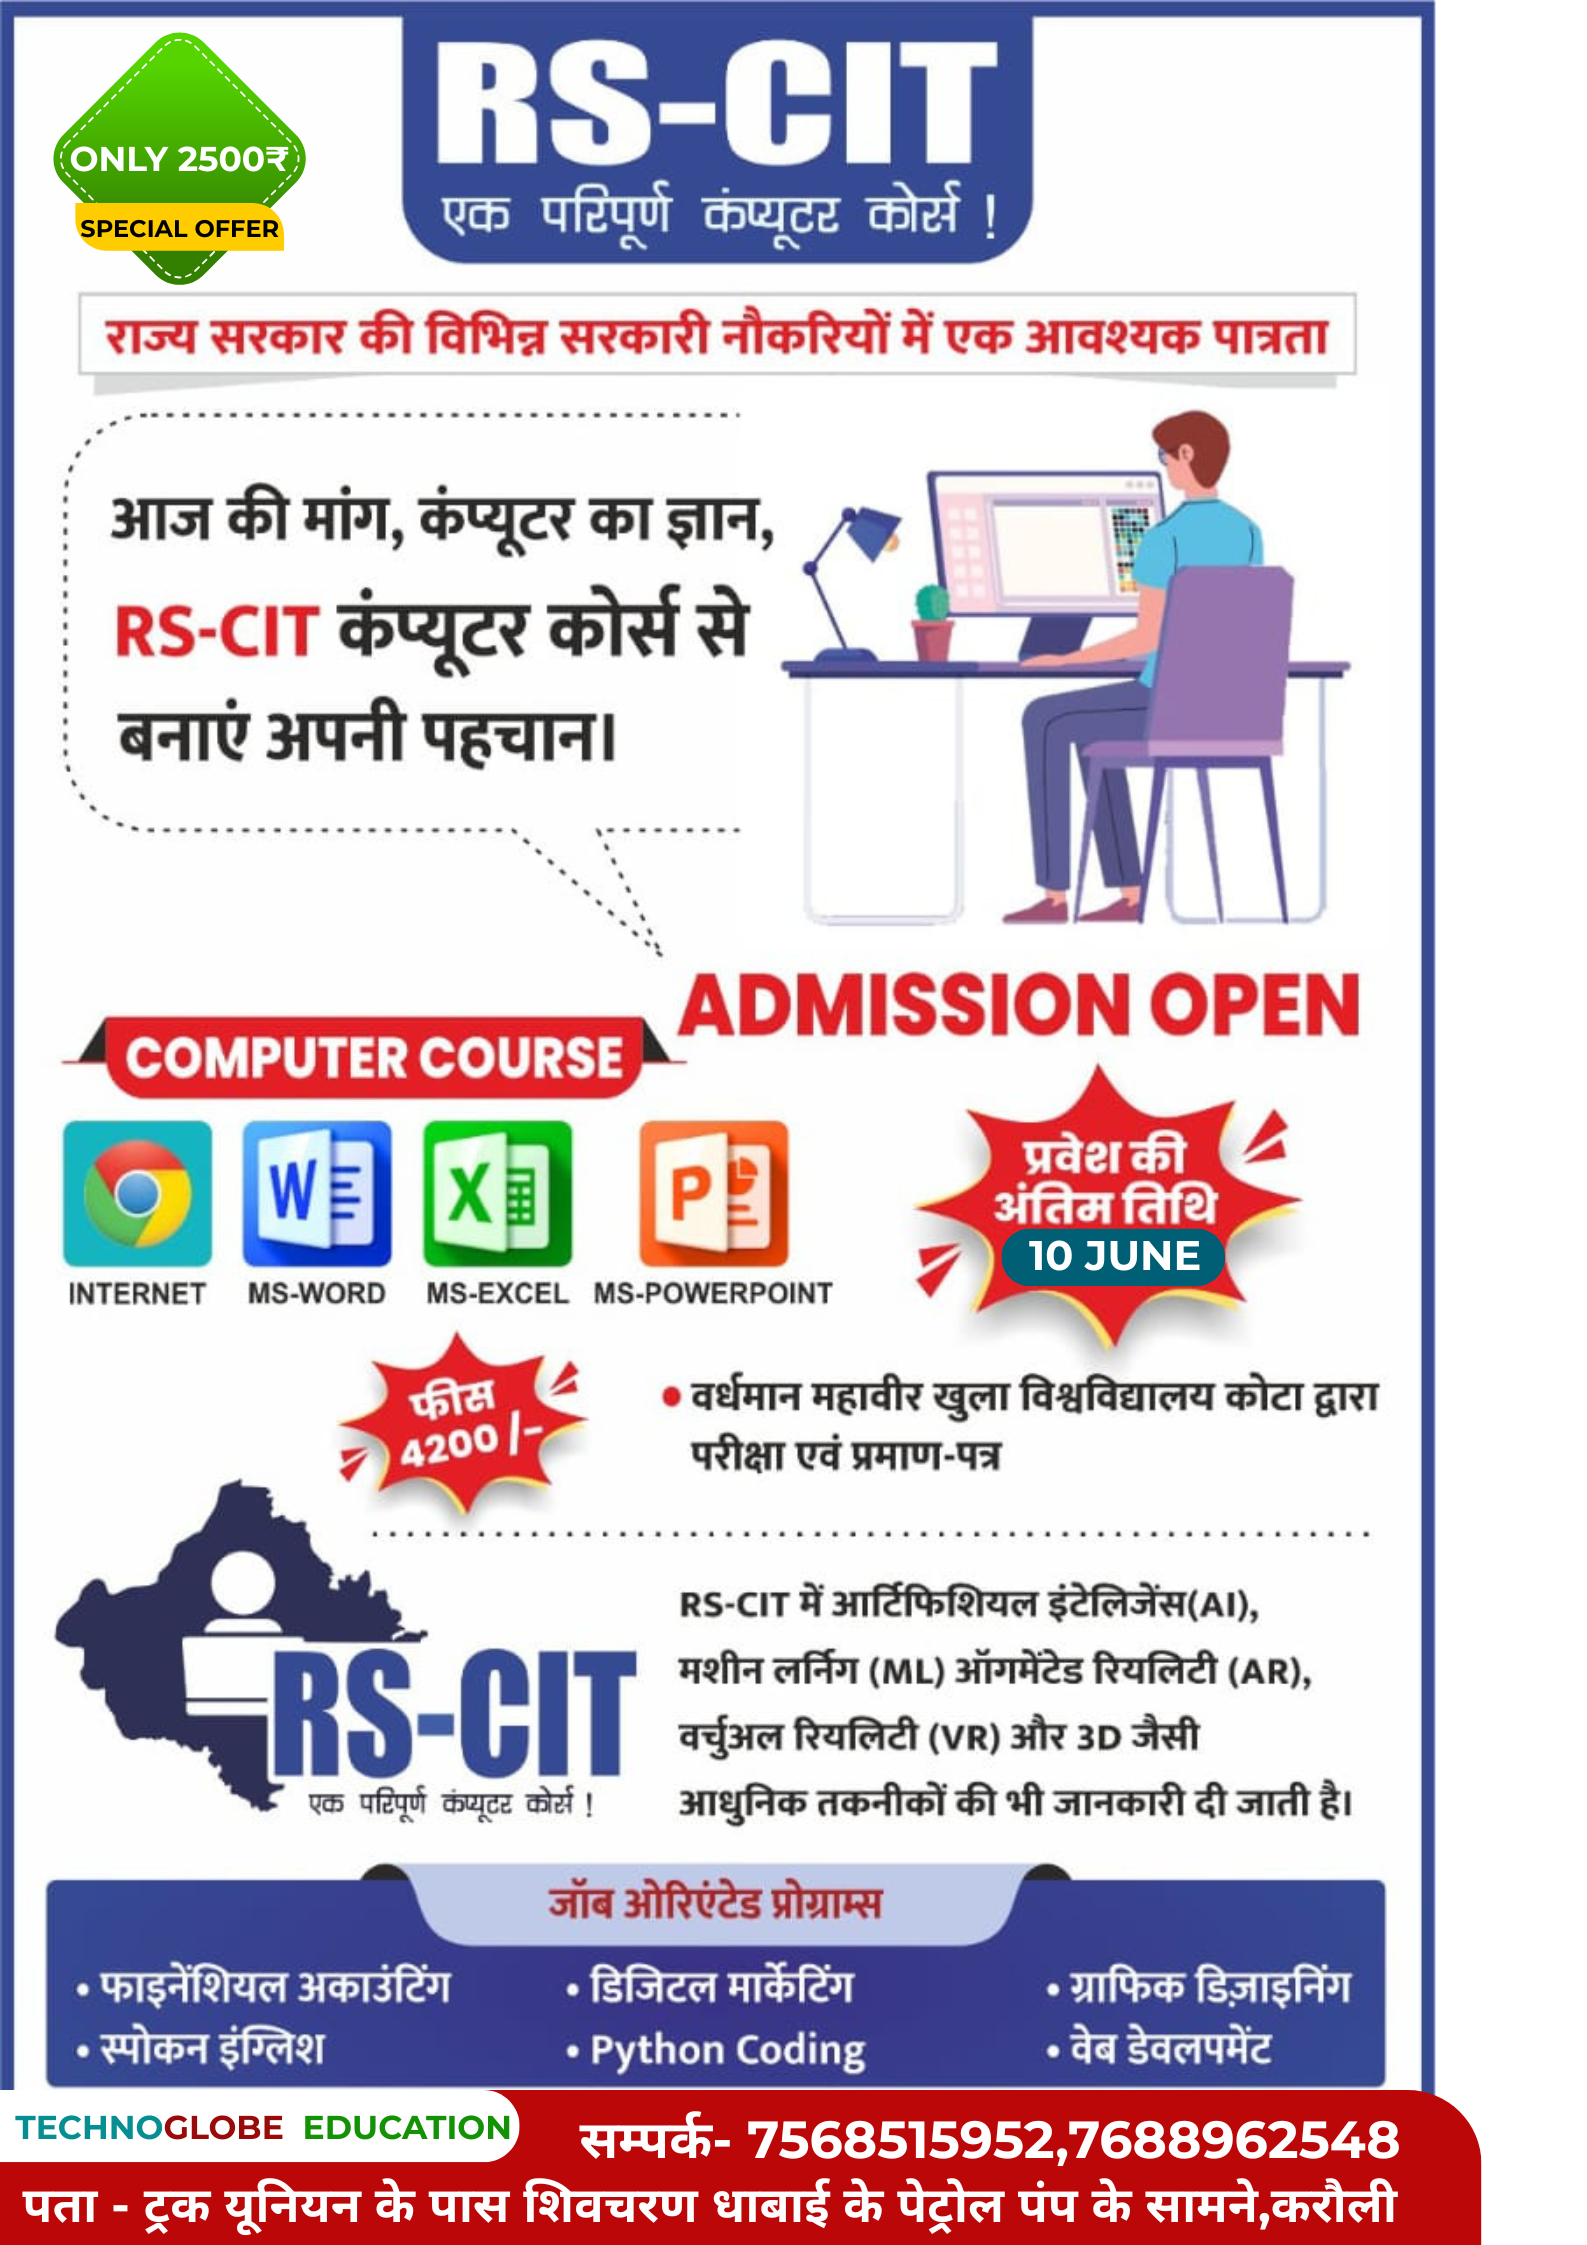 RS-CIT
एक परिपूर्ण कंप्यूटर कोर्स !
ONLY 2500₹
SPECIAL OFFER
राज्य सरकार की विभिन्न सरकारी नौकरियों में एक आवश्यक पात्रता
आज की मांग, कंप्यूटर का ज्ञान,
RS-CIT कंप्यूटर कोर्स से
बनाएं अपनी पहचान।
ADMISSION OPEN
COMPUTER COURSE
W
X
P
INTERNET MS-WORD MS-EXCEL MS-POWERPOINT
प्रवेश की
अंतिम तिथि
10 JUNE
फीस
4200 /-
• वर्धमान महावीर खुला विश्वविद्यालय कोटा द्वारा
परीक्षा एवं प्रमाण-पत्र
RS-CIT
एक परिपूर्ण कंप्यूटर कोर्स !
RS-CIT में आर्टिफिशियल इंटेलिजेंस(AI),
मशीन लर्निग (ML) ऑगमेंटेड रियलिटी (AR),
वर्चुअल रियलिटी (VR) और 3D जैसी
आधुनिक तकनीकों की भी जानकारी दी जाती है।
जॉब ओरिएंटेड प्रोग्राम्स
• फाइनेंशियल अकाउंटिंग • डिजिटल मार्केटिंग • ग्राफिक डिज़ाइनिंग
• स्पोकन इंग्लिश • Python Coding • वेब डेवलपमेंट
TECHNOGLOBE EDUCATION
सम्पर्क- 7568515952,7688962548
पता - ट्रक यूनियन के पास शिवचरण धाबाई के पेट्रोल पंप के सामने,करौली